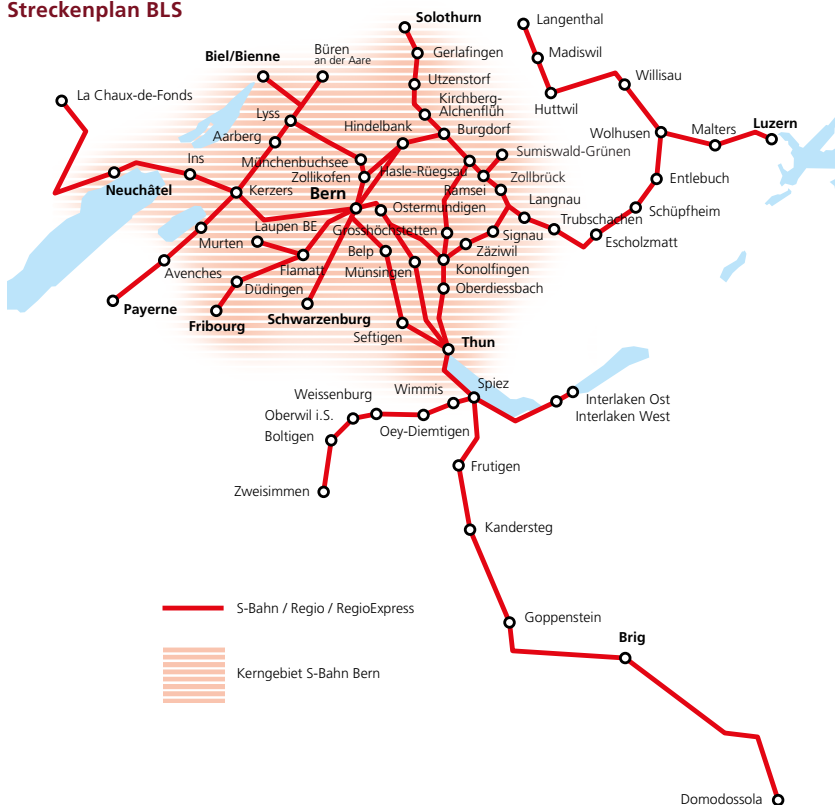 Streckenplan BLS
Solothurn
Langenthal
Gerlafingen
Biel/Bienne
Büren
an der Aare
Madiswil
Utzenstorf
Willisau
La Chaux-de-Fonds
Kirchberg-
Alchenflüh
Huttwil
Lyss
Hindelbank
Burgdorf
Wolhusen
Malters
Luzern
Aarberg
Sumiswald-Grünen
Ins
Münchenbuchsee
Zollikofen
Hasle-Rüegsau
Zollbrück
Entlebuch
Neuchâtel
Kerzers
Bern
Ramsei
Langnau
Ostermundigen
Schüpfheim
Laupen BE
Grosshöchstetten
Trubschachen
Signau
Escholzmatt
Murten
Belp
Zäziwil
Avenches
Flamatt
Münsingen
Konolfingen
Düdingen
Oberdiessbach
Payerne
Fribourg
Schwarzenburg
Seftigen
Thun
Spiez
Wimmis
Weissenburg
Interlaken Ost
Oberwil i.S.
Interlaken West
Oey-Diemtigen
Boltigen
Frutigen
Zweisimmen
Kandersteg
S-Bahn / Regio / RegioExpress
Goppenstein
Brig
Kerngebiet S-Bahn Bern
Domodossola